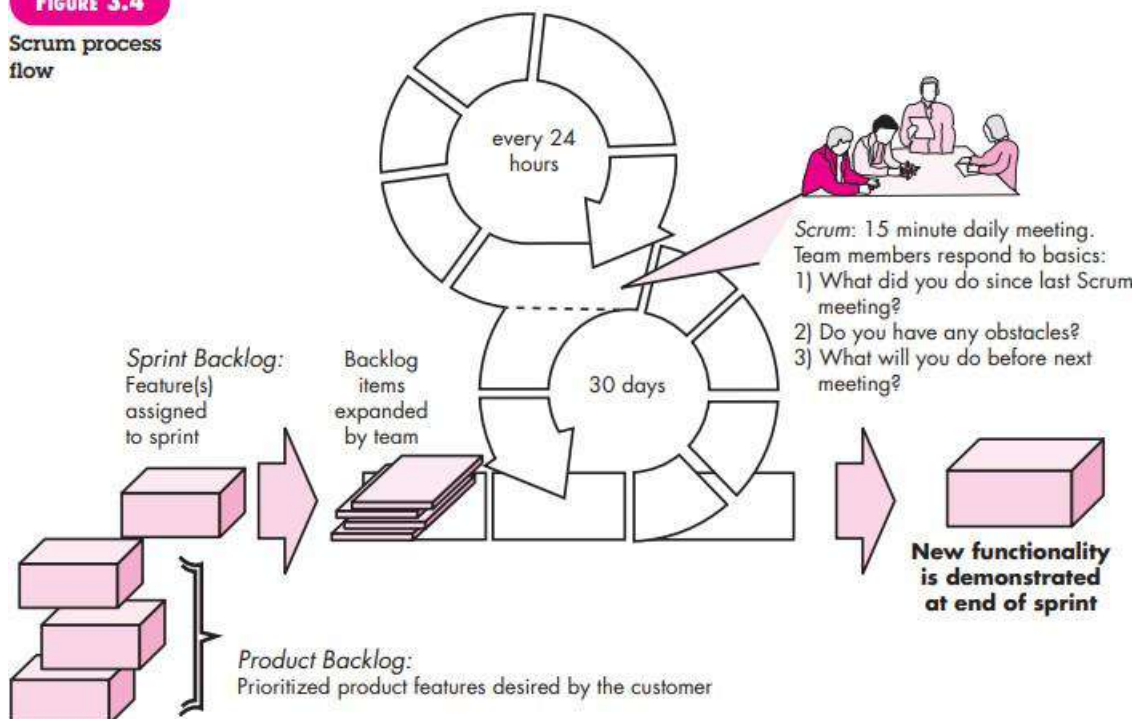 FIGURE 3.4
Scrum process
flow
every 24
hours
Scrum: 15 minute daily meeting.
Team members respond to basics:
1) What did you do since last Scrum
meeting?
2) Do you have any obstacles?
3) What will you do before next
meeting?
Sprint Backlog:
Feature(s)
assigned
to sprint
Backlog
items
expanded
by team
30 days
New functionality
is demonstrated
at end of sprint
Product Backlog:
Prioritized product features desired by the customer